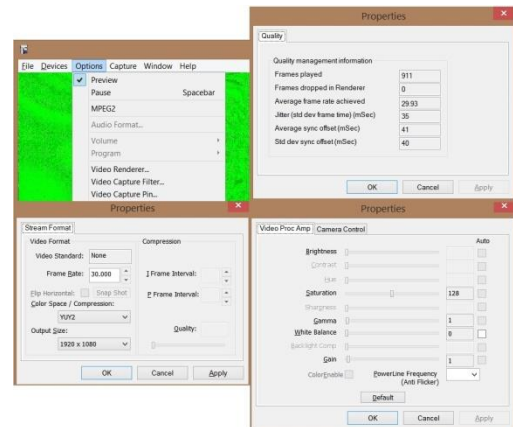 File Devices Options Capture Window Help
Preview
Pause Spacebar
MPEG2
Audio Format...
Volume
Program
Video Renderer...
Video Capture Filter...
Video Capture Pin...
Properties
Quality
Quality management information
Frames played 911
Frames dropped in Renderer 0
Average frame rate achieved 29.93
Jitter (std dev frame time) (mSec) 35
Average sync offset (mSec) 41
Std dev sync offset (mSec) 40
OK Cancel Apply
Properties
Stream Format
Video Format Compression
Video Standard: None
Frame Rate: 30.000 I Frame Interval:
Flip Horizontal: Snap Shot P Frame Interval:
Color Space / Compression:
YUY2
Output Size: Quality:
1920 x 1080
OK Cancel Apply
Properties
Video Proc Amp Camera Control
Auto
Brightness
Contrast
Hue
Saturation 128
Sharpness
Gamma 1
White Balance 0
Backlight Comp
Gain 1
ColorEnable PowerLine Frequency
(Anti Flicker)
Default
OK Cancel Apply